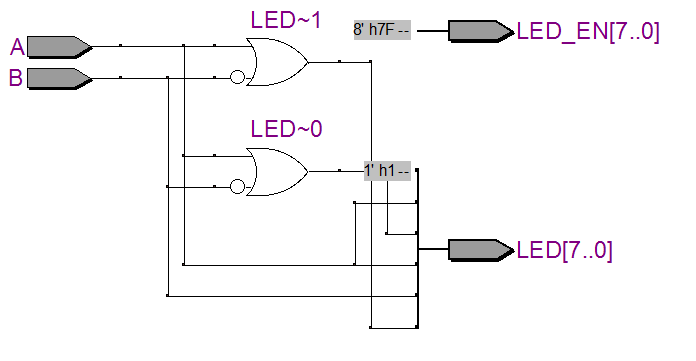 LED~1
8' h7F --
LED_EN[7..0]
A
B
LED~0
1' h1 --
LED[7..0]